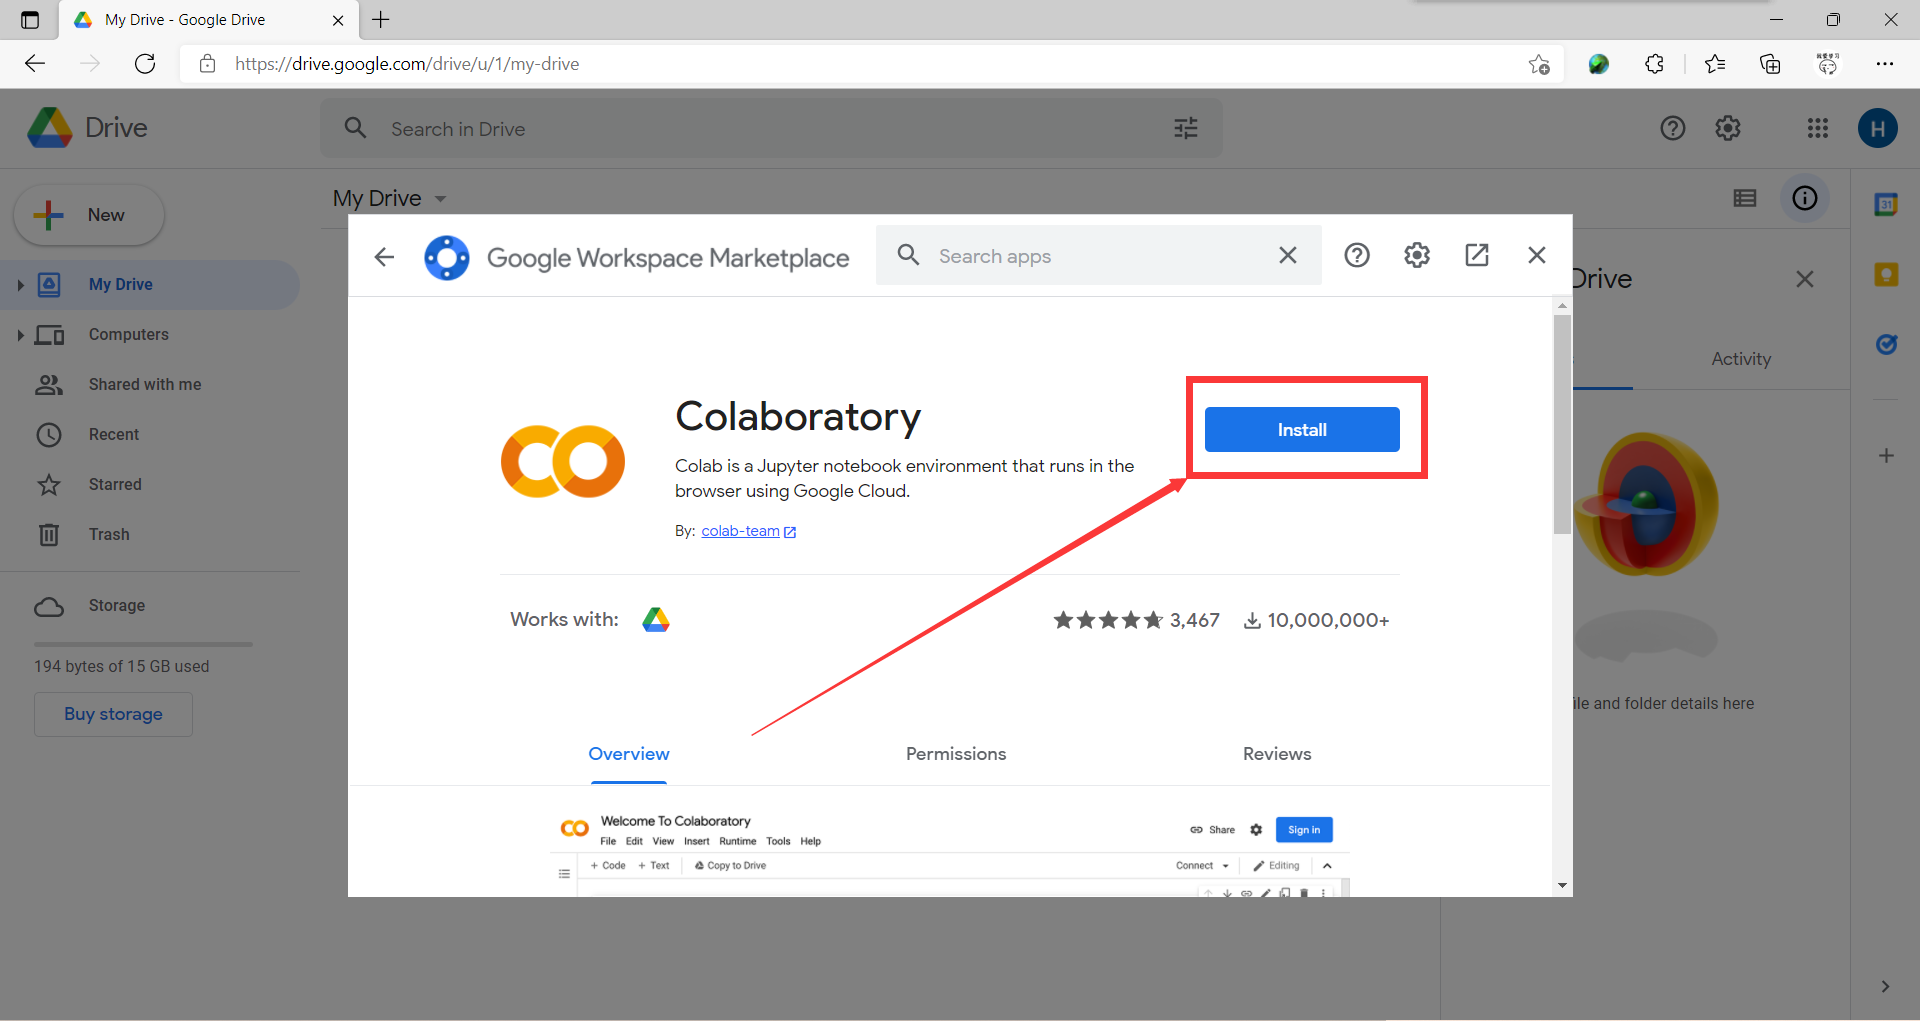 My Drive - Google Drive
https://drive.google.com/drive/u/1/my-drive
Drive
Search in Drive
H
New
My Drive
My Drive
Computers
Shared with me
Recent
Starred
Trash
Storage
194 bytes of 15 GB used
Buy storage
Google Workspace Marketplace
Search apps
Colaboratory
Install
Colab is a Jupyter notebook environment that runs in the
browser using Google Cloud.
By: colab-team
Works with:
3,467
10,000,000+
Overview
Permissions
Reviews
Welcome To Colaboratory
File Edit View Insert Runtime Tools Help
Share
Sign in
+ Code + Text Copy to Drive
Connect
Editing
Drive
Activity
file and folder details here
31